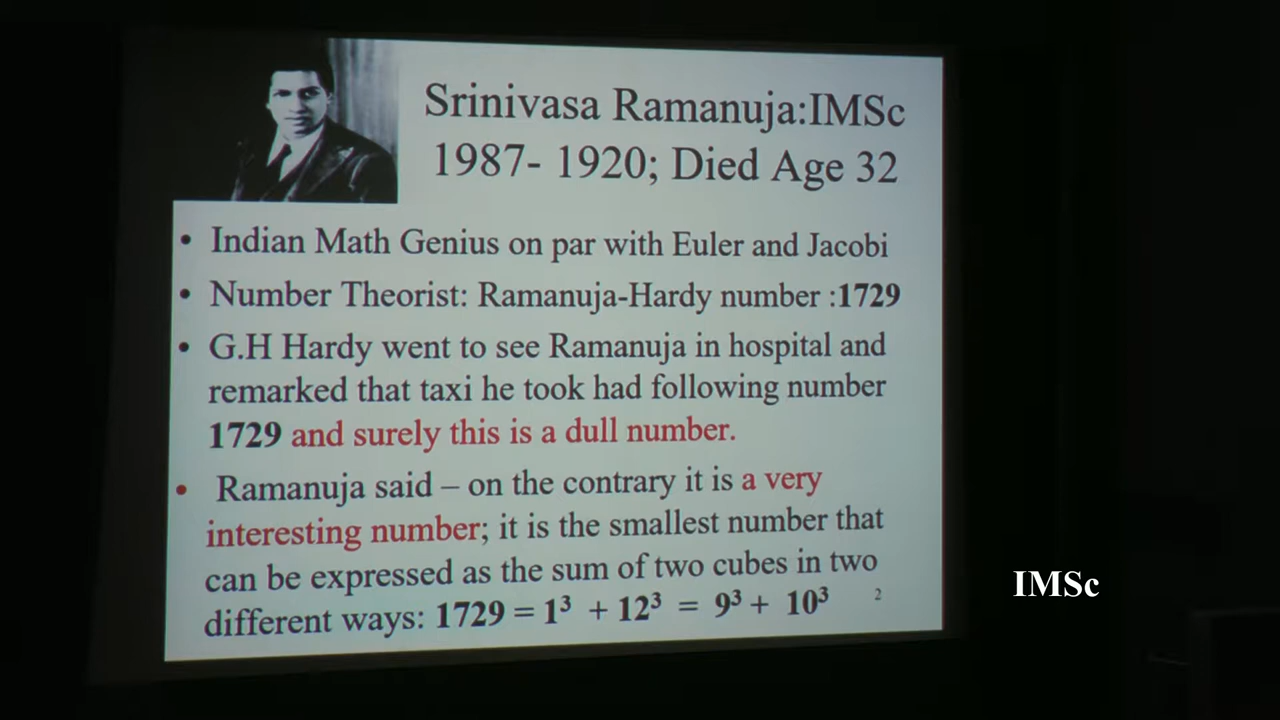 Srinivasa Ramanuja:IMSc
1987- 1920; Died Age 32
• Indian Math Genius on par with Euler and Jacobi
• Number Theorist: Ramanuja-Hardy number :1729
• G.H Hardy went to see Ramanuja in hospital and
remarked that taxi he took had following number
1729 and surely this is a dull number.
• Ramanuja said – on the contrary it is a very
interesting number; it is the smallest number that
can be expressed as the sum of two cubes in two
different ways: 1729 = 1³ + 12³ = 9³ + 10³
2
IMSc